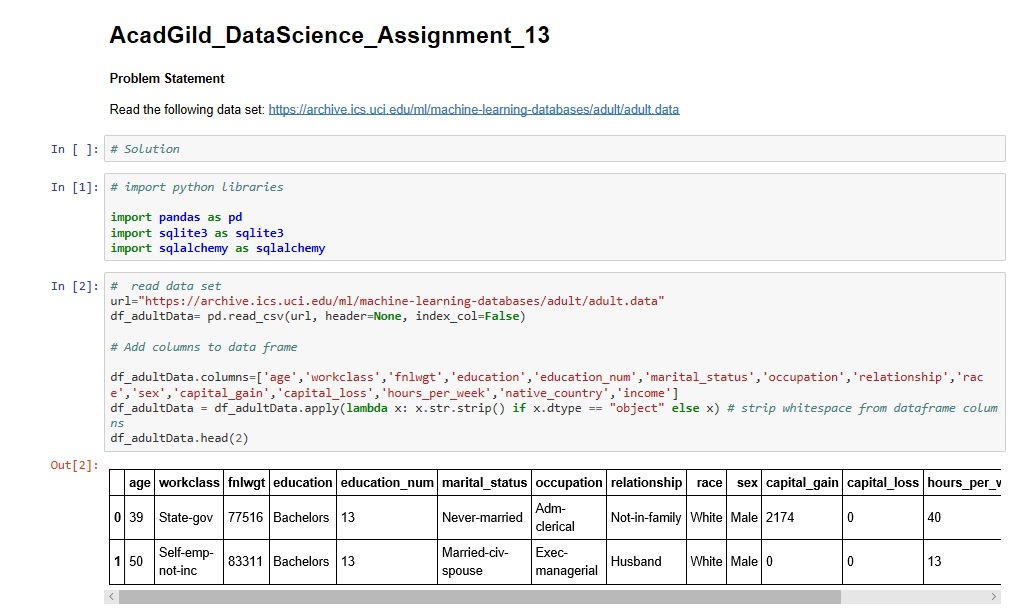 AcadGild_DataScience_Assignment_13
Problem Statement
Read the following data set: https://archive.ics.uci.edu/ml/machine-learning-databases/adult/adult.data
In [ ]: # Solution
In [1]: # import python libraries
import pandas as pd
import sqlite3 as sqlite3
import sqlalchemy as sqlalchemy
In [2]: #  read data set
url="https://archive.ics.uci.edu/ml/machine-learning-databases/adult/adult.data"
df_adultData= pd.read_csv(url, header=None, index_col=False)
# Add columns to data frame
df_adultData.columns=['age','workclass','fnlwgt','education','education_num','marital_status','occupation','relationship','rac
e','sex','capital_gain','capital_loss','hours_per_week','native_country','income']
df_adultData = df_adultData.apply(lambda x: x.str.strip() if x.dtype == "object" else x) # strip whitespace from dataframe colum
ns
df_adultData.head(2)
Out[2]:
age workclass fnlwgt education education_num marital_status occupation relationship race sex capital_gain capital_loss hours_per_w
0 39 State-gov 77516 Bachelors 13 Never-married Adm-
clerical Not-in-family White Male 2174 0 40
1 50 Self-emp-
not-inc 83311 Bachelors 13 Married-civ-
spouse Exec-
managerial Husband White Male 0 0 13